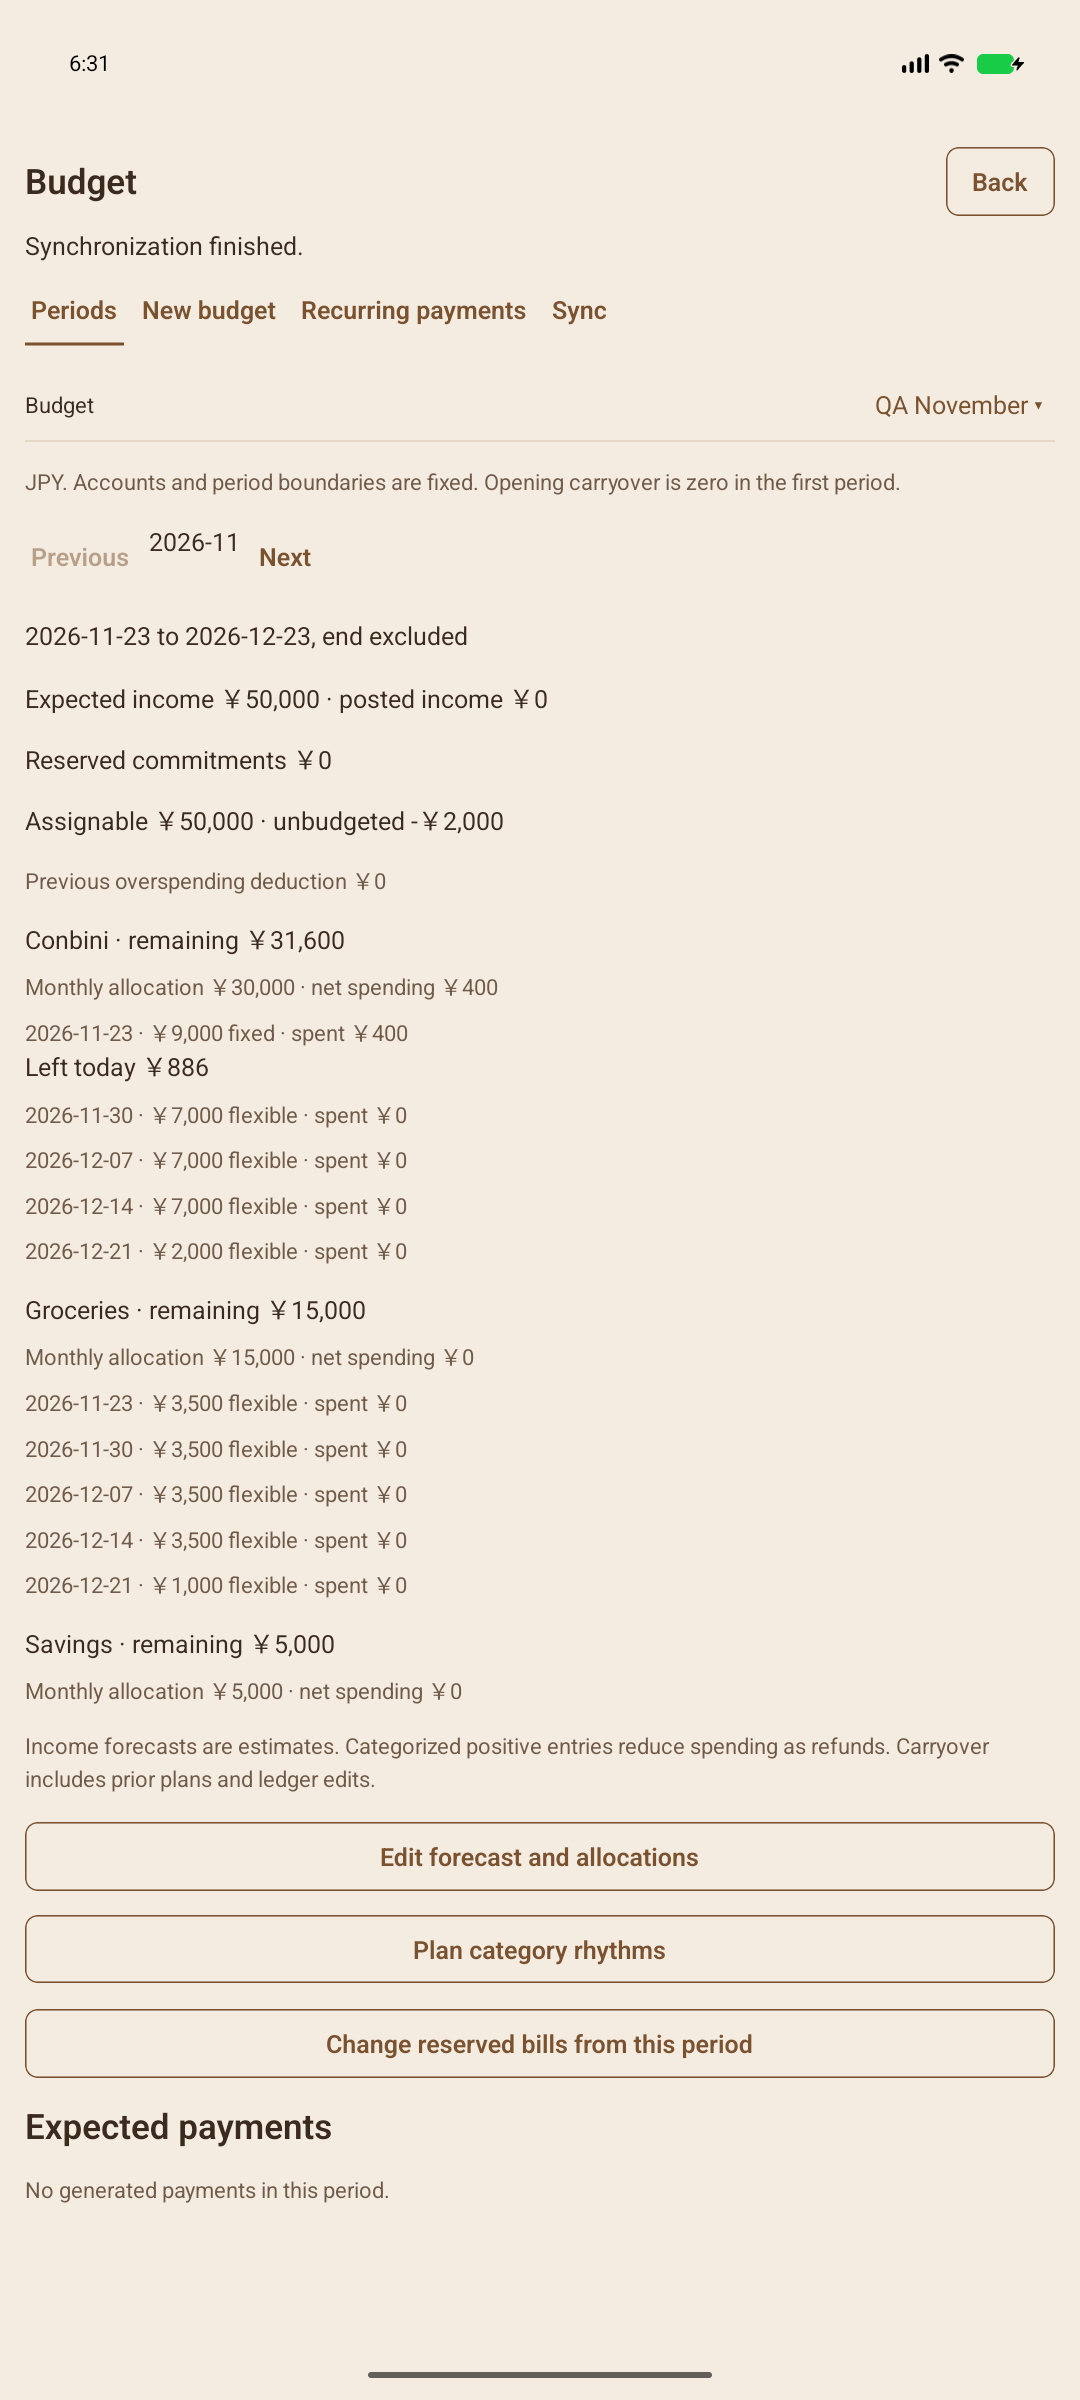 6:31
Budget
Back
Synchronization finished.
Periods New budget Recurring payments Sync
Budget
QA November ▾
JPY. Accounts and period boundaries are fixed. Opening carryover is zero in the first period.
Previous 2026-11 Next
2026-11-23 to 2026-12-23, end excluded
Expected income ¥50,000 · posted income ¥0
Reserved commitments ¥0
Assignable ¥50,000 · unbudgeted -¥2,000
Previous overspending deduction ¥0
Conbini · remaining ¥31,600
Monthly allocation ¥30,000 · net spending ¥400
2026-11-23 · ¥9,000 fixed · spent ¥400
Left today ¥886
2026-11-30 · ¥7,000 flexible · spent ¥0
2026-12-07 · ¥7,000 flexible · spent ¥0
2026-12-14 · ¥7,000 flexible · spent ¥0
2026-12-21 · ¥2,000 flexible · spent ¥0
Groceries · remaining ¥15,000
Monthly allocation ¥15,000 · net spending ¥0
2026-11-23 · ¥3,500 flexible · spent ¥0
2026-11-30 · ¥3,500 flexible · spent ¥0
2026-12-07 · ¥3,500 flexible · spent ¥0
2026-12-14 · ¥3,500 flexible · spent ¥0
2026-12-21 · ¥1,000 flexible · spent ¥0
Savings · remaining ¥5,000
Monthly allocation ¥5,000 · net spending ¥0
Income forecasts are estimates. Categorized positive entries reduce spending as refunds. Carryover
includes prior plans and ledger edits.
Edit forecast and allocations
Plan category rhythms
Change reserved bills from this period
Expected payments
No generated payments in this period.